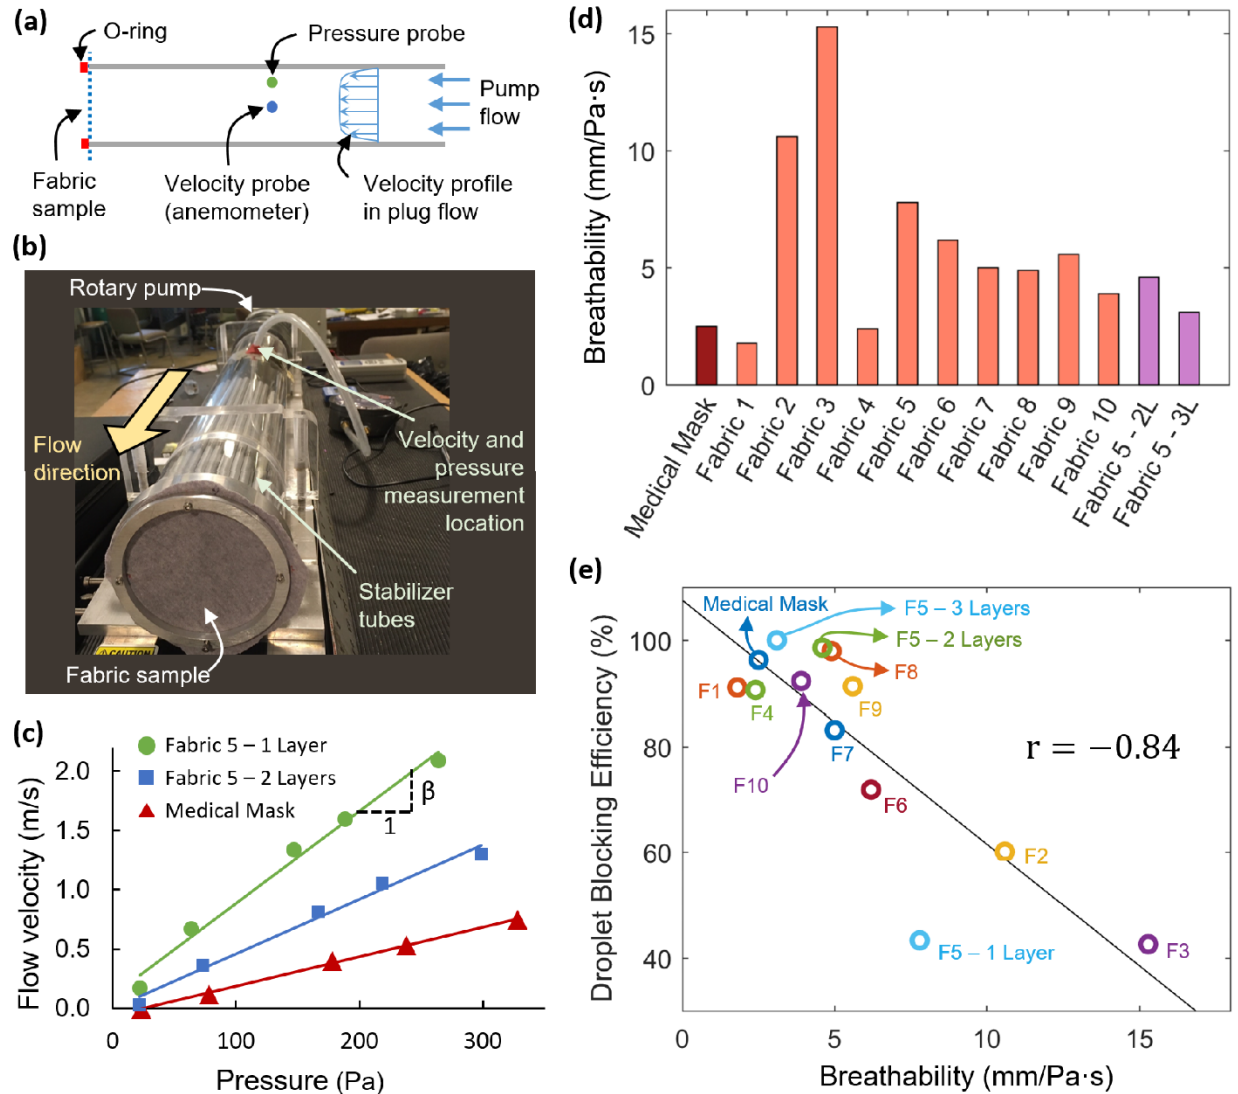 (a)
O-ring
Pressure probe
Pump
flow
Fabric
sample
Velocity probe
(anemometer)
Velocity profile
in plug flow
(b)
Rotary pump
Flow
direction
Velocity and
pressure
measurement
location
Stabilizer
tubes
CAUTION
Fabric sample
(c)
Fabric 5 – 1 Layer
Fabric 5 – 2 Layers
Medical Mask
β
1
Flow velocity (m/s)
2.0
1.5
1.0
0.5
0.0
0
100
200
300
Pressure (Pa)
(d)
Breathability (mm/Pa·s)
15
10
5
0
Medical Mask
Fabric 1
Fabric 2
Fabric 3
Fabric 4
Fabric 5
Fabric 6
Fabric 7
Fabric 8
Fabric 9
Fabric 10
Fabric 5 - 2L
Fabric 5 - 3L
(e)
Droplet Blocking Efficiency (%)
100
80
60
40
Medical Mask
F5 – 3 Layers
F5 – 2 Layers
F8
F1
F4
F9
F7
F10
F6
r = −0.84
F2
F5 – 1 Layer
F3
0
5
10
15
Breathability (mm/Pa·s)